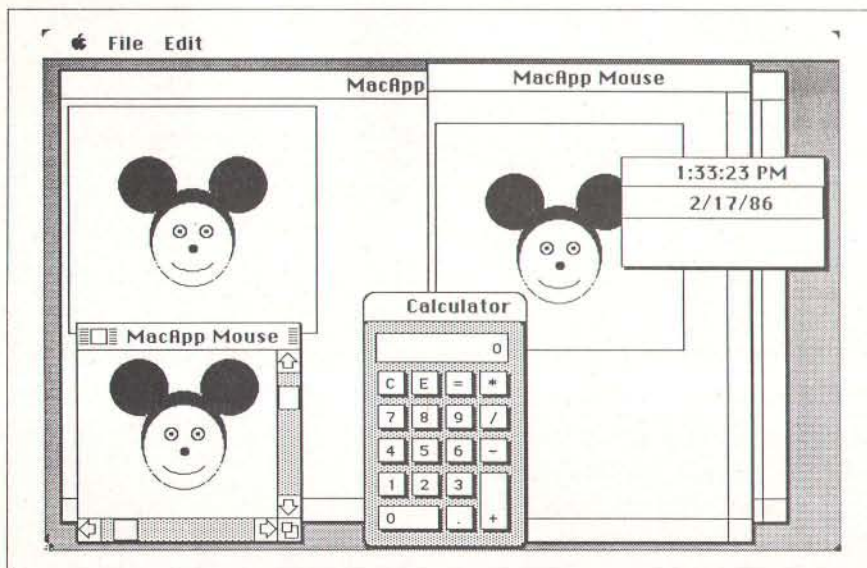 File Edit
MacApp
MacApp Mouse
1:33:23 PM
2/17/86
MacApp Mouse
Calculator
0
C E = *
7 8 9 /
4 5 6 -
1 2 3
0 . +